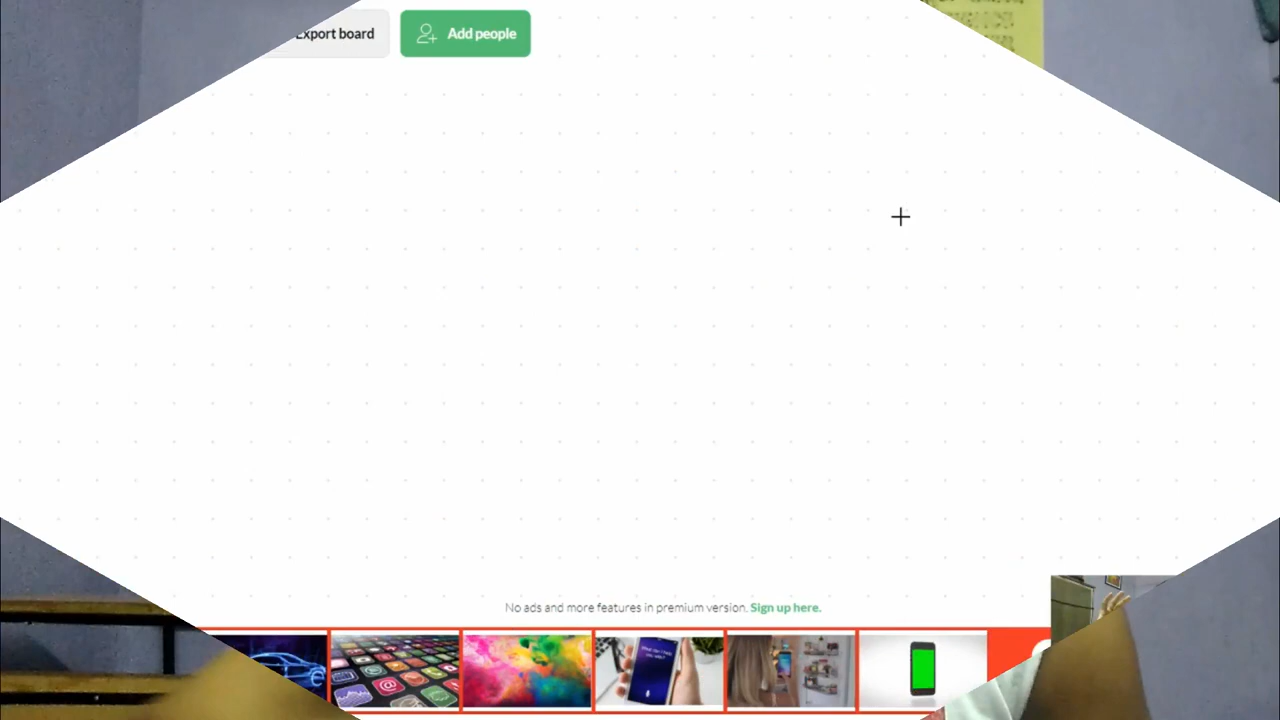 Export board
Add people
No ads and more features in premium version. Sign up here.